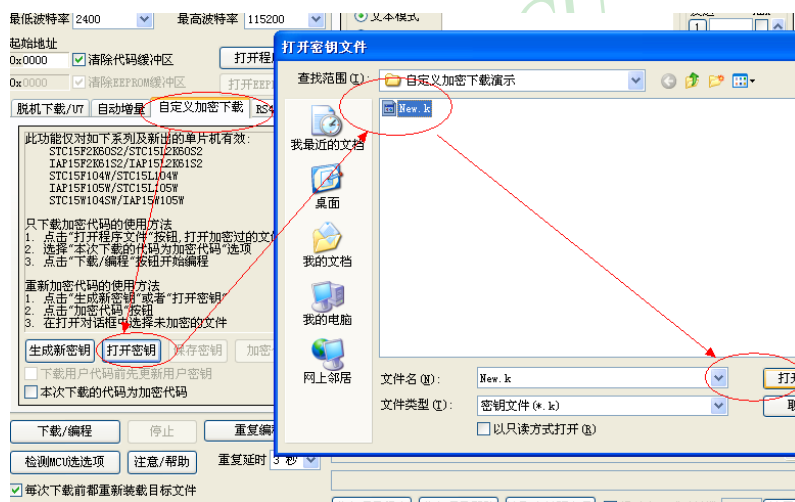 最低波特率 2400
最高波特率 115200
文本模式
起始地址
0x0000 清除代码缓冲区
打开程
0x0000 清除EEPROM缓冲区
打开EEP
脱机下载/U7 自动增量 自定义加密下载 RS4
此功能仅对如下系列及新出的单片机有效:
STC15F2K60S2/STC15L2K60S2
IAP15F2K61S2/IAP15L2K61S2
STC15F104W/STC15L104W
IAP15F105W/STC15L105W
STC15W104SW/IAP15W105W
只下载加密代码的使用方法
1. 点击"打开程序文件"按钮,打开加密过的文
2. 选择"本次下载的代码为加密代码"选项
3. 点击"下载/编程"按钮开始编程
重新加密代码的使用方法
1. 点击"生成新密钥"或者"打开密钥"
2. 点击"加密代码"按钮
3. 在打开对话框中选择未加密的文件
生成新密钥 打开密钥 保存密钥 加密
下载用户代码前先更新用户密钥
本次下载的代码为加密代码
下载/编程 停止 重复编
检测MCU选项 注意/帮助 重复延时 3 秒
每次下载前都重新装载目标文件
打开密钥文件
查找范围(I): 自定义加密下载演示
New.k
我最近的文档
桌面
我的文档
我的电脑
网上邻居
文件名(N): New.k 打开
文件类型(T): 密钥文件(*.k) 取
以只读方式打开(R)